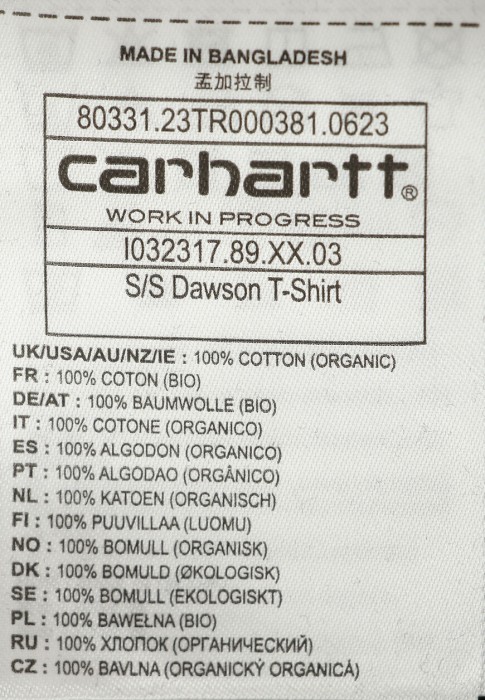 MADE IN BANGLADESH
孟加拉制
80331.23TR000381.0623
carhartt®
WORK IN PROGRESS
I032317.89.XX.03
S/S Dawson T-Shirt
UK/USA/AU/NZ/IE : 100% COTTON (ORGANIC)
FR : 100% COTON (BIO)
DE/AT : 100% BAUMWOLLE (BIO)
IT : 100% COTONE (ORGANICO)
ES : 100% ALGODON (ORGANICO)
PT : 100% ALGODAO (ORGÂNICO)
NL : 100% KATOEN (ORGANISCH)
FI : 100% PUUVILLAA (LUOMU)
NO : 100% BOMULL (ORGANISK)
DK : 100% BOMULD (ØKOLOGISK)
SE : 100% BOMULL (EKOLOGISKT)
PL : 100% BAWEŁNA (BIO)
RU : 100% ХЛОПОК (ОРГАНИЧЕСКИЙ)
CZ : 100% BAVLNA (ORGANICKÝ ORGANICÁ)